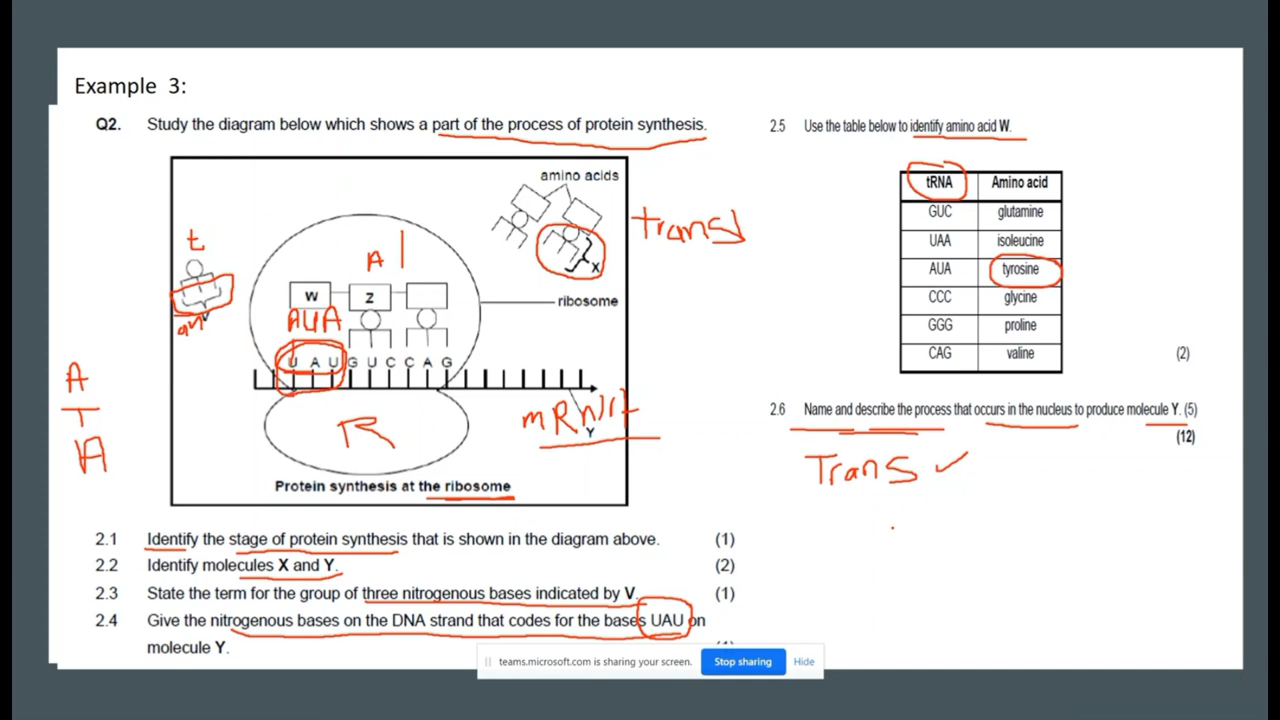 Example 3:
Q2. Study the diagram below which shows a part of the process of protein synthesis.
amino acids
trans
t
A
X
W
Z
ribosome
AUA
U A U G U C C A G
A
T
A
R
Y
Protein synthesis at the ribosome
2.1 Identify the stage of protein synthesis that is shown in the diagram above. (1)
2.2 Identify molecules X and Y. (2)
2.3 State the term for the group of three nitrogenous bases indicated by V. (1)
2.4 Give the nitrogenous bases on the DNA strand that codes for the bases UAU on
molecule Y.
2.5 Use the table below to identify amino acid W.
tRNA Amino acid
GUC glutamine
UAA isoleucine
AUA tyrosine
CCC glycine
GGG proline
CAG valine
(2)
2.6 Name and describe the process that occurs in the nucleus to produce molecule Y. (5)
(12)
Trans
teams.microsoft.com is sharing your screen. Stop sharing Hide